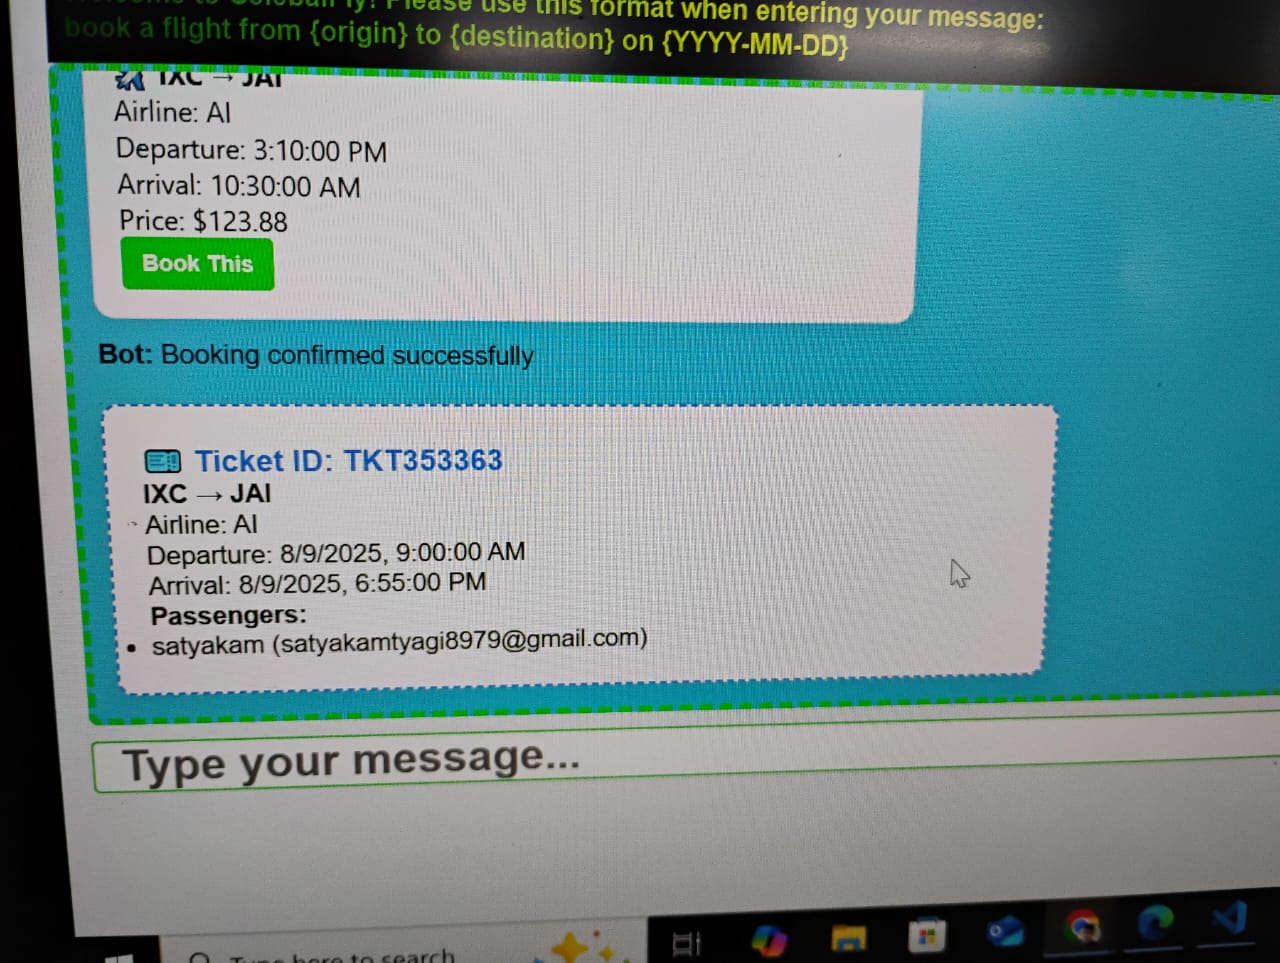 Please use this format when entering your message:
book a flight from {origin} to {destination} on {YYYY-MM-DD}
IXC → JAI
Airline: AI
Departure: 3:10:00 PM
Arrival: 10:30:00 AM
Price: $123.88
Book This
Bot: Booking confirmed successfully
Ticket ID: TKT353363
IXC → JAI
Airline: AI
Departure: 8/9/2025, 9:00:00 AM
Arrival: 8/9/2025, 6:55:00 PM
Passengers:
• satyakam (satyakamtyagi8979@gmail.com)
Type your message...
Type here to search